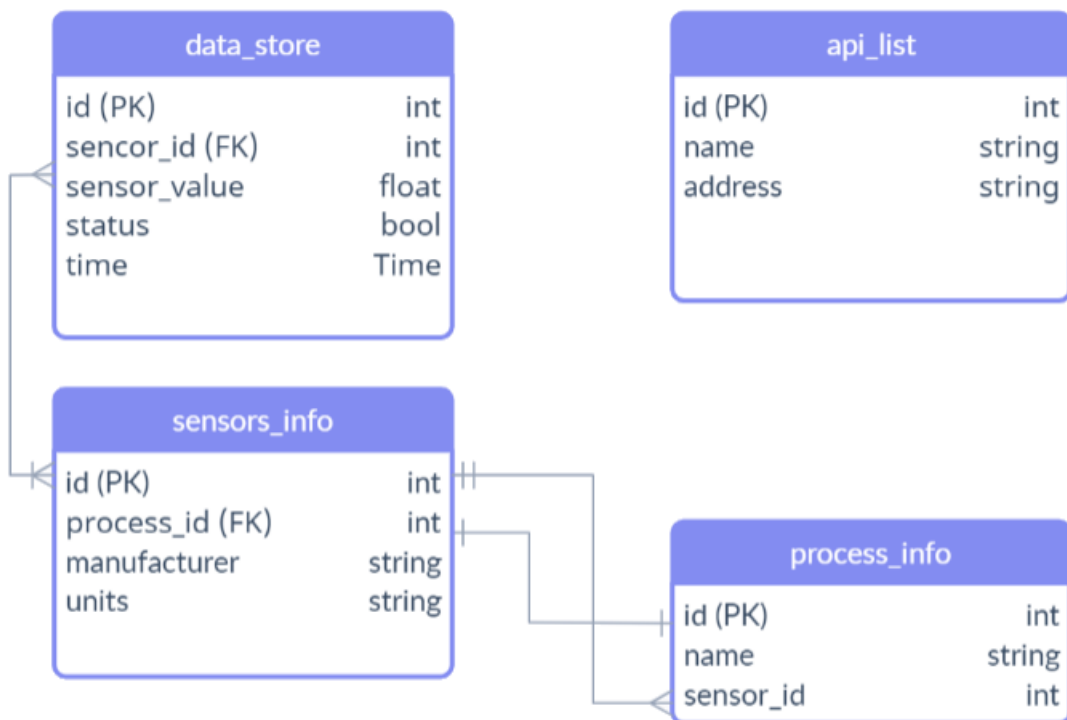 data_store
id (PK) int
sencor_id (FK) int
sensor_value float
status bool
time Time
api_list
id (PK) int
name string
address string
sensors_info
id (PK) int
process_id (FK) int
manufacturer string
units string
process_info
id (PK) int
name string
sensor_id int